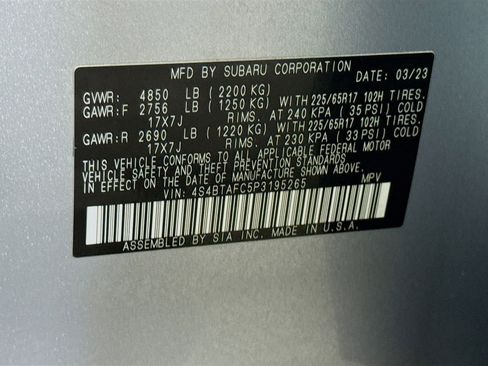 MFD BY SUBARU CORPORATION DATE: 03/23
GVWR: 4850 LB (2200 KG)
GAWR:F 2756 LB (1250 KG) WITH 225/65R17 102H TIRES.
17X7J RIMS. AT 240 KPA (35 PSI) COLD
GAWR:R 2690 LB (1220 KG) WITH 225/65R17 102H TIRES.
17X7J RIMS. AT 230 KPA (33 PSI) COLD
THIS VEHICLE CONFORMS TO ALL APPLICABLE FEDERAL MOTOR
VEHICLE SAFETY AND THEFT PREVENTION STANDARDS
IN EFFECT ON THE DATE OF MANUFACTURE SHOWN ABOVE.
VIN: 4S4BTAFC5P3195265 MPV
ASSEMBLED BY SIA INC. MADE IN U.S.A.